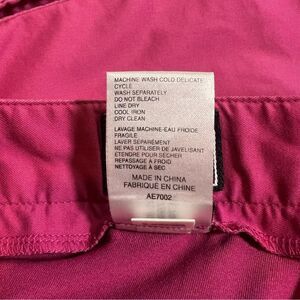 MACHINE WASH COLD DELICATE
CYCLE
WASH SEPARATELY
DO NOT BLEACH
LINE DRY
COOL IRON
DRY CLEAN
LAVAGE MACHINE-EAU FROIDE
FRAGILE
LAVER SEPARÉMENT
NE PAS UTILISER DE JAVELISANT
ETENDRE POUR SÉCHER
REPASSAGE A FROID
NETTOYAGE À SEC
MADE IN CHINA
FABRIQUÉ EN CHINE
AE7002